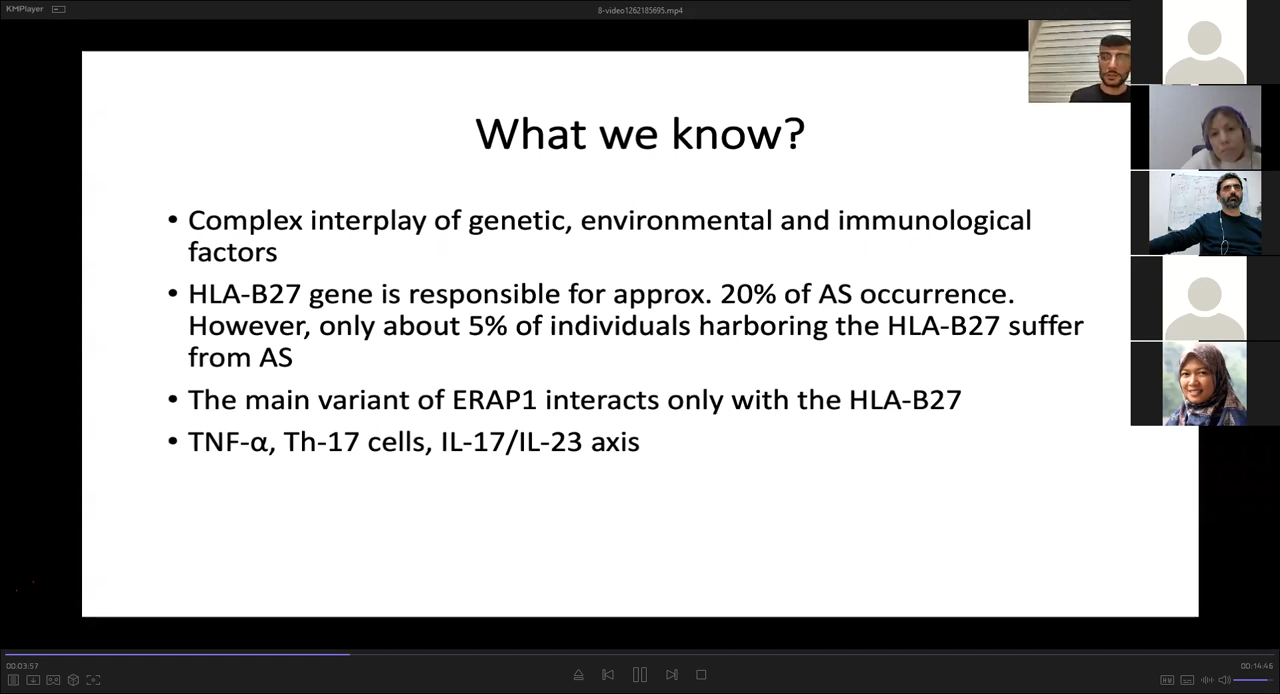 KMPlayer
8-video1262185695.mp4
What we know?
• Complex interplay of genetic, environmental and immunological
factors
• HLA-B27 gene is responsible for approx. 20% of AS occurrence.
However, only about 5% of individuals harboring the HLA-B27 suffer
from AS
• The main variant of ERAP1 interacts only with the HLA-B27
• TNF-α, Th-17 cells, IL-17/IL-23 axis
00:03:57
00:14:46